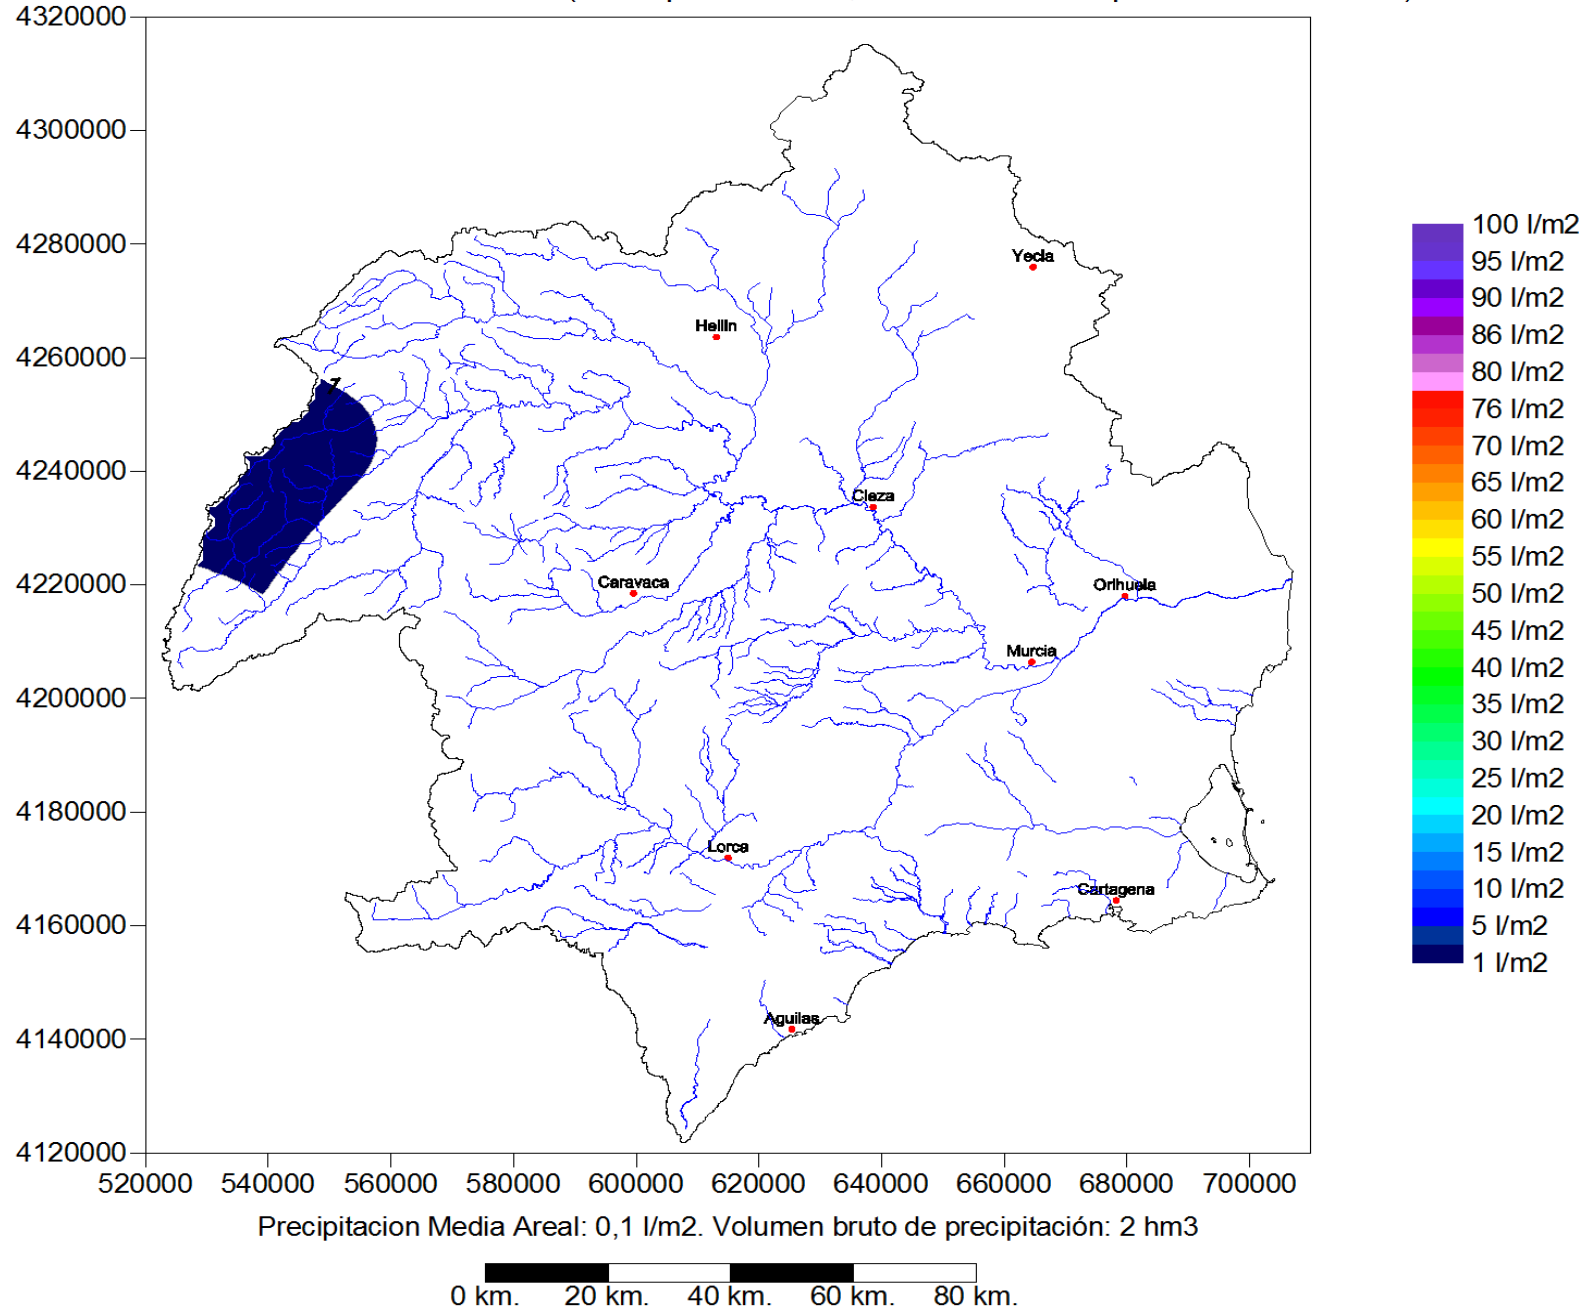 4320000
4300000
4280000
4260000
4240000
4220000
4200000
4180000
4160000
4140000
4120000
520000 540000 560000 580000 600000 620000 640000 660000 680000 700000
Yecla
Hellin
1
Cieza
Caravaca
Orihuela
Murcia
Lorca
Cartagena
Aguilas
100 l/m2
95 l/m2
90 l/m2
86 l/m2
80 l/m2
76 l/m2
70 l/m2
65 l/m2
60 l/m2
55 l/m2
50 l/m2
45 l/m2
40 l/m2
35 l/m2
30 l/m2
25 l/m2
20 l/m2
15 l/m2
10 l/m2
5 l/m2
1 l/m2
Precipitacion Media Areal: 0,1 l/m2. Volumen bruto de precipitación: 2 hm3
0 km. 20 km. 40 km. 60 km. 80 km.